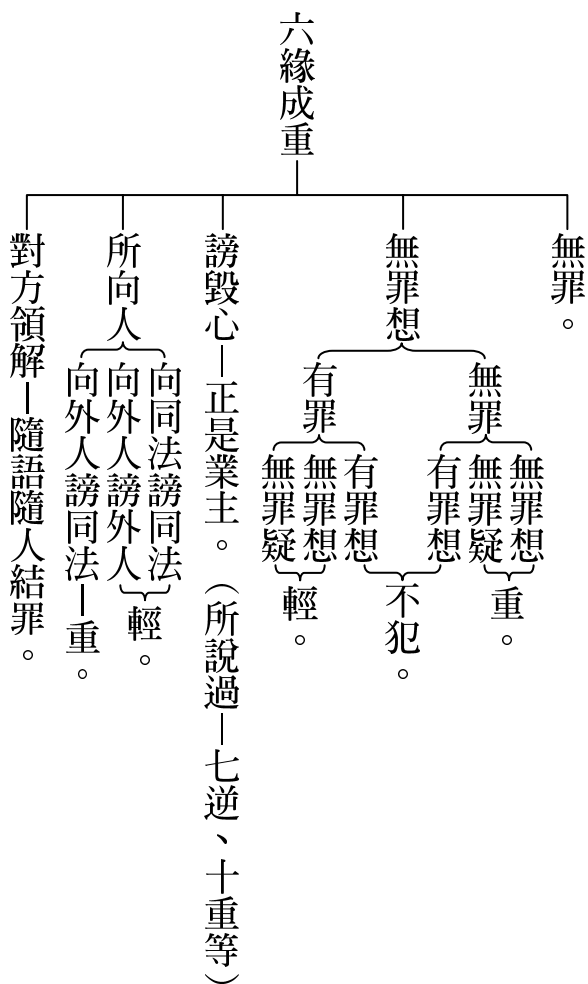 六緣成重
無罪。
無罪想
無罪
無罪想
無罪疑
重。
有罪想
不犯。
有罪
有罪想
無罪想
無罪疑
輕。
謗毀心—正是業主。(所說過—七逆、十重等)
所向人
向同法謗同法
向外人謗外人
輕。
向外人謗同法—重。
對方領解—隨語隨人結罪。